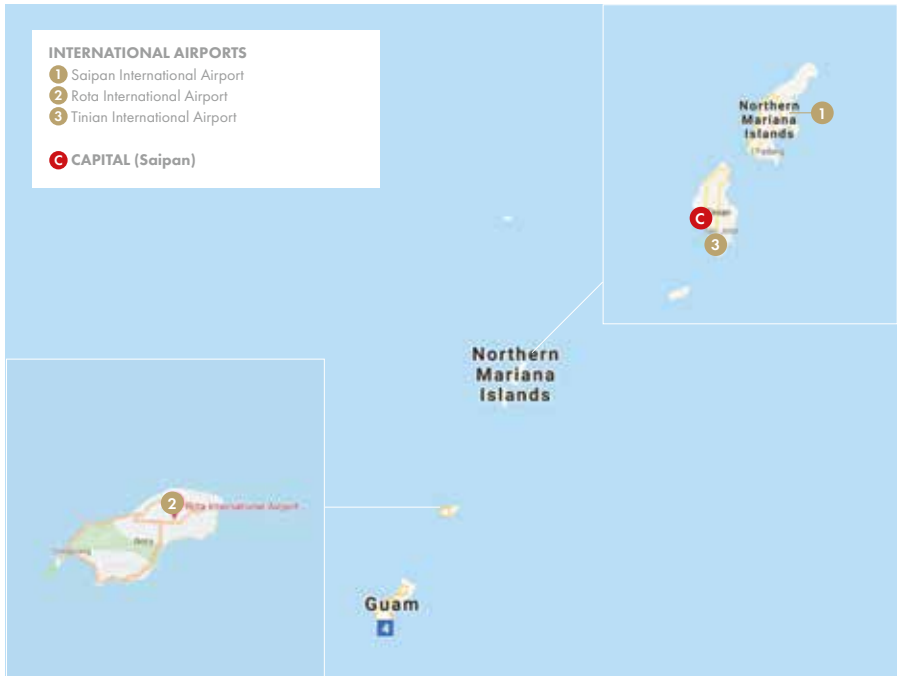 INTERNATIONAL AIRPORTS
1 Saipan International Airport
2 Rota International Airport
3 Tinian International Airport
C CAPITAL (Saipan)
Northern
Mariana
Islands
1
C
3
Northern
Mariana
Islands
2
Rota International Airport
Guam
4